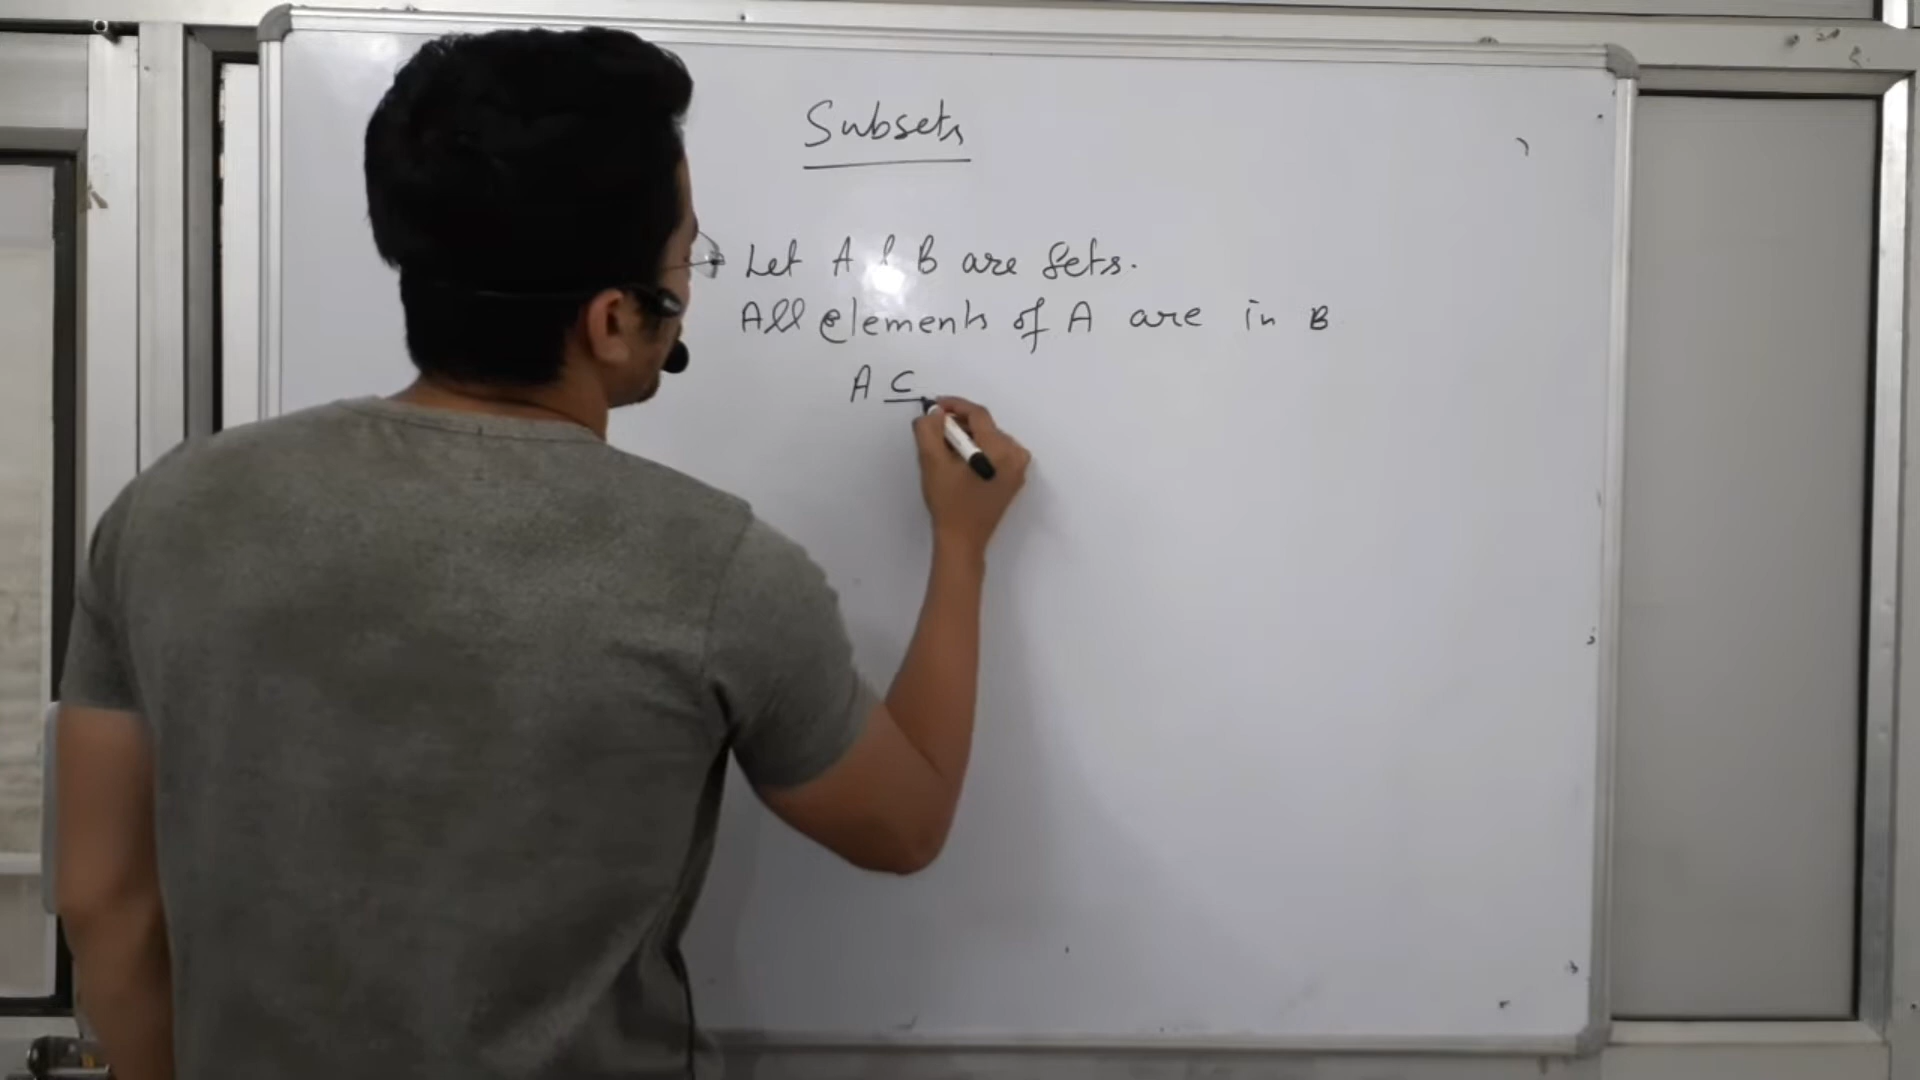 Subsets
Let A & B are Sets.
All elements of A are in B
A ⊆